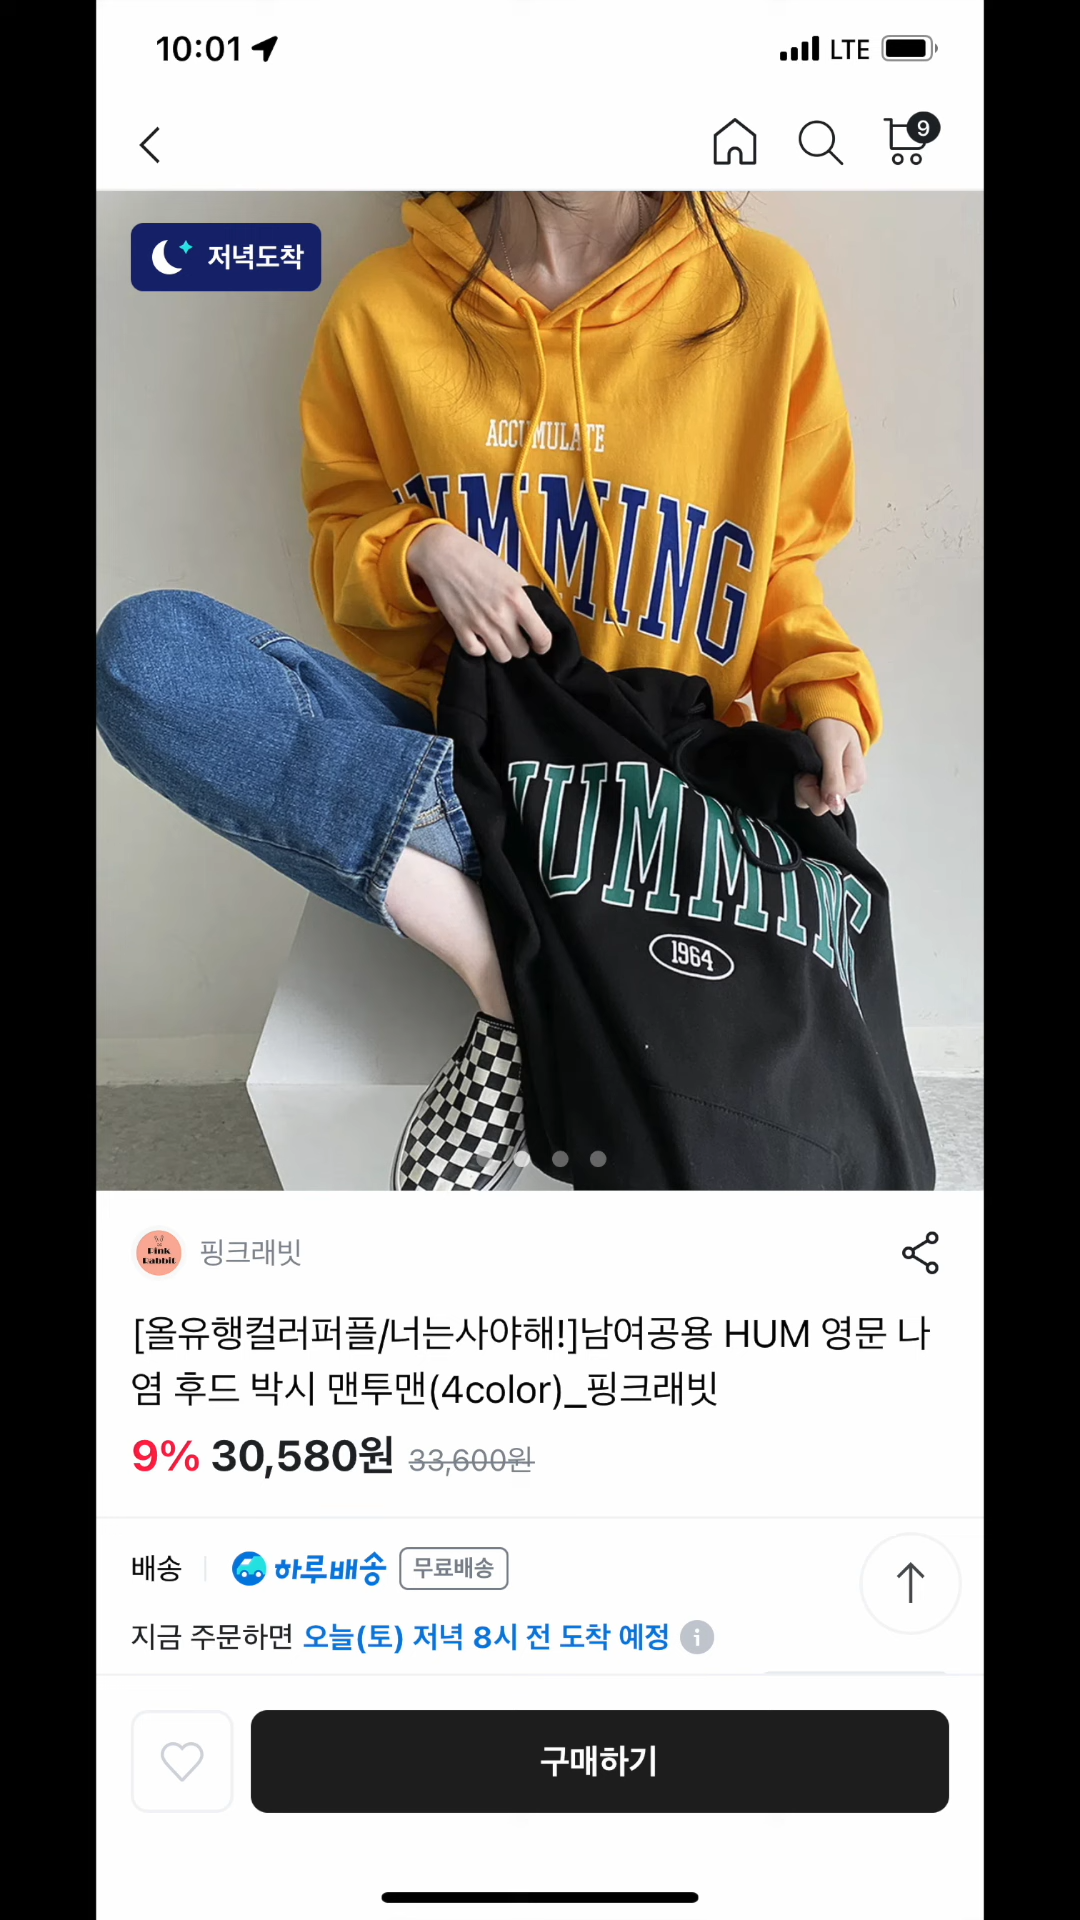 10:01
LTE
9
저녁도착
ACCUMULATE
UMMING
UMMING
1964
Pink
Rabbit
핑크래빗
[올유행컬러퍼플/너는사야해!]남여공용 HUM 영문 나
염 후드 박시 맨투맨(4color)_핑크래빗
9% 30,580원 33,600원
배송 하루배송 무료배송
지금 주문하면 오늘(토) 저녁 8시 전 도착 예정
구매하기